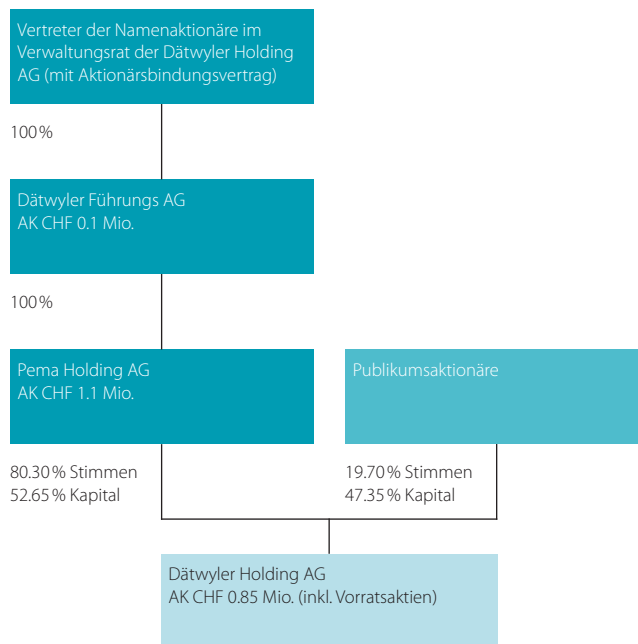 Vertreter der Namenaktionäre im
Verwaltungsrat der Dätwyler Holding
AG (mit Aktionärsbindungsvertrag)
100%
Dätwyler Führungs AG
AK CHF 0.1 Mio.
100%
Pema Holding AG
AK CHF 1.1 Mio.
Publikumsaktionäre
80.30% Stimmen
52.65% Kapital
19.70% Stimmen
47.35% Kapital
Dätwyler Holding AG
AK CHF 0.85 Mio. (inkl. Vorratsaktien)